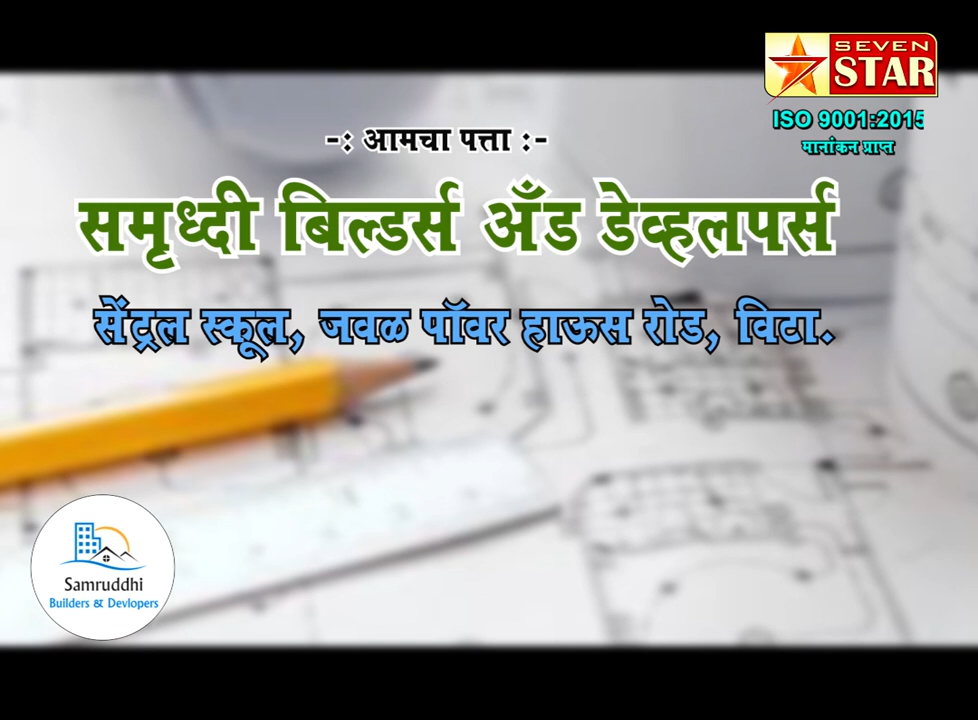 SEVEN
STAR
ISO 9001:2015
मानांकन प्राप्त
-: आमचा पत्ता :-
समृध्दी बिल्डर्स अँड डेव्हलपर्स
सेंट्रल स्कूल, जवळ पॉवर हाऊस रोड, विटा.
Samruddhi
Builders & Devlopers